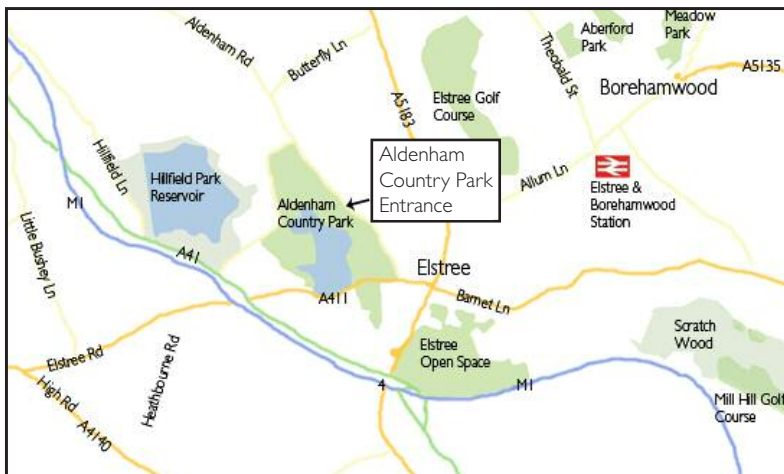 Aldenham Rd
Butterfly Ln
A5183
Elstree Golf
Course
Theobald St
Aberford
Park
Meadow
Park
A5135
Borehamwood
Hillfield Ln
Hillfield Park
Reservoir
Aldenham
Country Park
Aldenham
Country Park
Entrance
Allum Ln
Elstree &
Borehamwood
Station
M1
Little Bushey Ln
A41
A411
Elstree
Barnet Ln
Scratch
Wood
Elstree Rd
Heathbourne Rd
Elstree
Open Space
High Rd
A4140
4
M1
Mill Hill Golf
Course